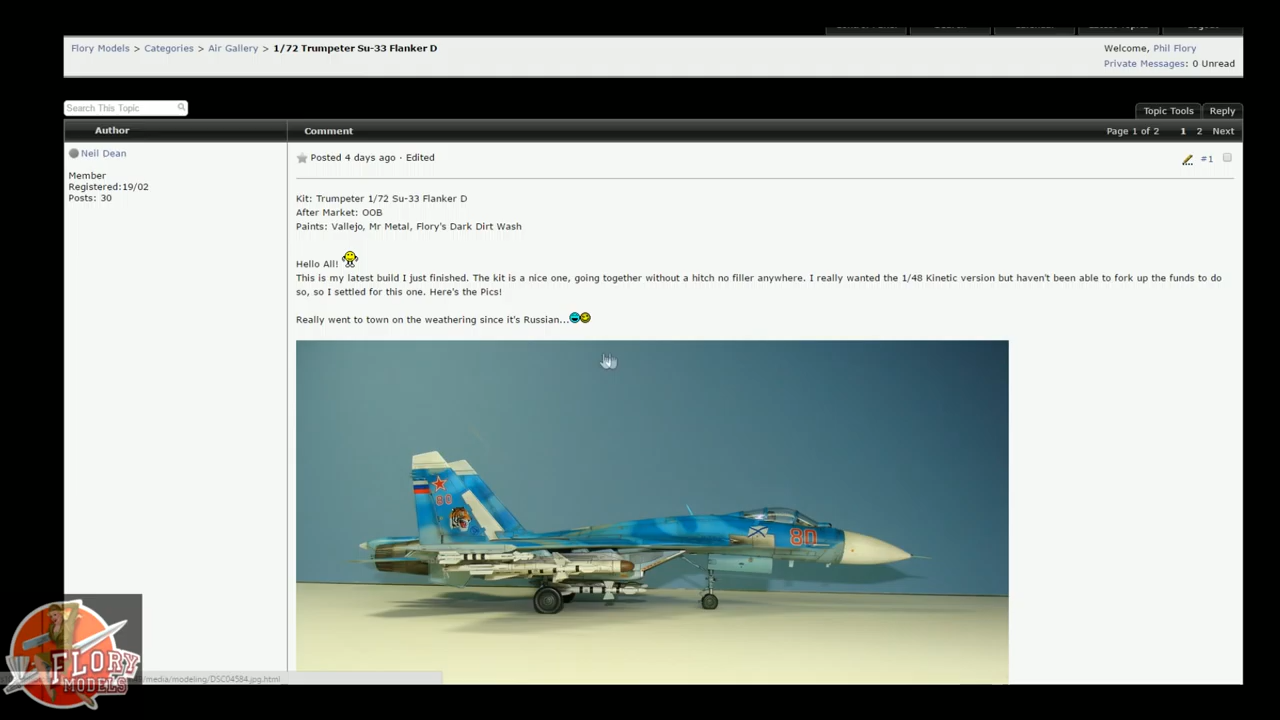 Flory Models > Categories > Air Gallery > 1/72 Trumpeter Su-33 Flanker D
Welcome, Phil Flory
Private Messages: 0 Unread
Search This Topic
Topic Tools
Reply
Author
Comment
Page 1 of 2 1 2 Next
Neil Dean
Posted 4 days ago · Edited
#1
Member
Registered:19/02
Posts: 30
Kit: Trumpeter 1/72 Su-33 Flanker D
After Market: OOB
Paints: Vallejo, Mr Metal, Flory's Dark Dirt Wash
Hello All!
This is my latest build I just finished. The kit is a nice one, going together without a hitch no filler anywhere. I really wanted the 1/48 Kinetic version but haven't been able to fork up the funds to do
so, so I settled for this one. Here's the Pics!
Really went to town on the weathering since it's Russian...
80
80
FLORY
MODELS
/media/modeling/DSC04584.jpg.html